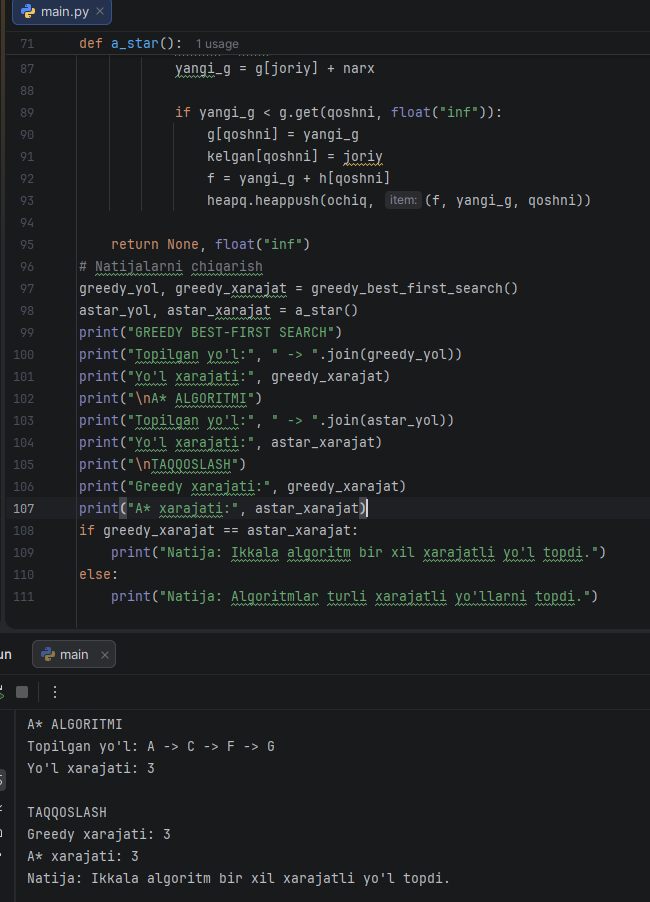 main.py
71 def a_star(): 1 usage
87 yangi_g = g[joriy] + narx
88
89 if yangi_g < g.get(qoshni, float("inf")):
90 g[qoshni] = yangi_g
91 kelgan[qoshni] = joriy
92 f = yangi_g + h[qoshni]
93 heapq.heappush(ochiq, item: (f, yangi_g, qoshni))
94
95 return None, float("inf")
96 # Natijalarni chiqarish
97 greedy_yol, greedy_xarajat = greedy_best_first_search()
98 astar_yol, astar_xarajat = a_star()
99 print("GREEDY BEST-FIRST SEARCH")
100 print("Topilgan yo'l:", " -> ".join(greedy_yol))
101 print("Yo'l xarajati:", greedy_xarajat)
102 print("\nA* ALGORITMI")
103 print("Topilgan yo'l:", " -> ".join(astar_yol))
104 print("Yo'l xarajati:", astar_xarajat)
105 print("\nTAQQOSLASH")
106 print("Greedy xarajati:", greedy_xarajat)
107 print("A* xarajati:", astar_xarajat)
108 if greedy_xarajat == astar_xarajat:
109 print("Natija: Ikkala algoritm bir xil xarajatli yo'l topdi.")
110 else:
111 print("Natija: Algoritmlar turli xarajatli yo'llarni topdi.")
un main
A* ALGORITMI
Topilgan yo'l: A -> C -> F -> G
Yo'l xarajati: 3
TAQQOSLASH
Greedy xarajati: 3
A* xarajati: 3
Natija: Ikkala algoritm bir xil xarajatli yo'l topdi.